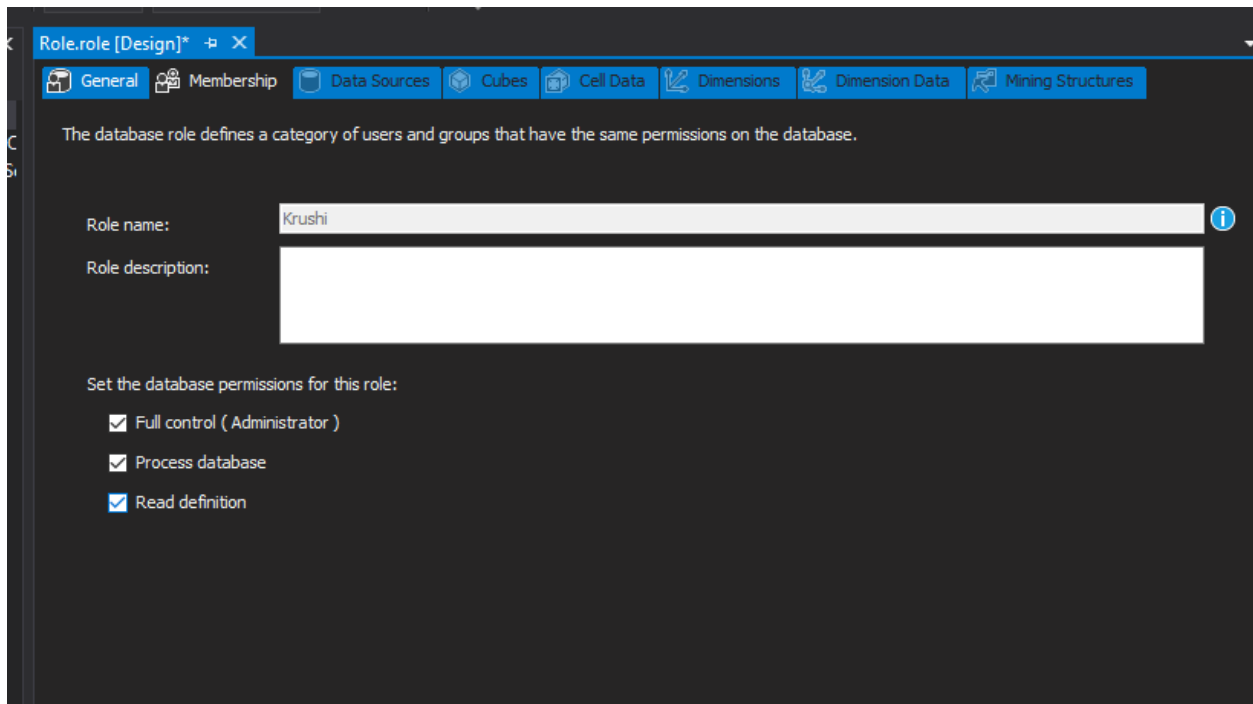 Role.role [Design]*
General Membership Data Sources Cubes Cell Data Dimensions Dimension Data Mining Structures
The database role defines a category of users and groups that have the same permissions on the database.
Role name: Krushi
Role description:
Set the database permissions for this role:
Full control ( Administrator )
Process database
Read definition